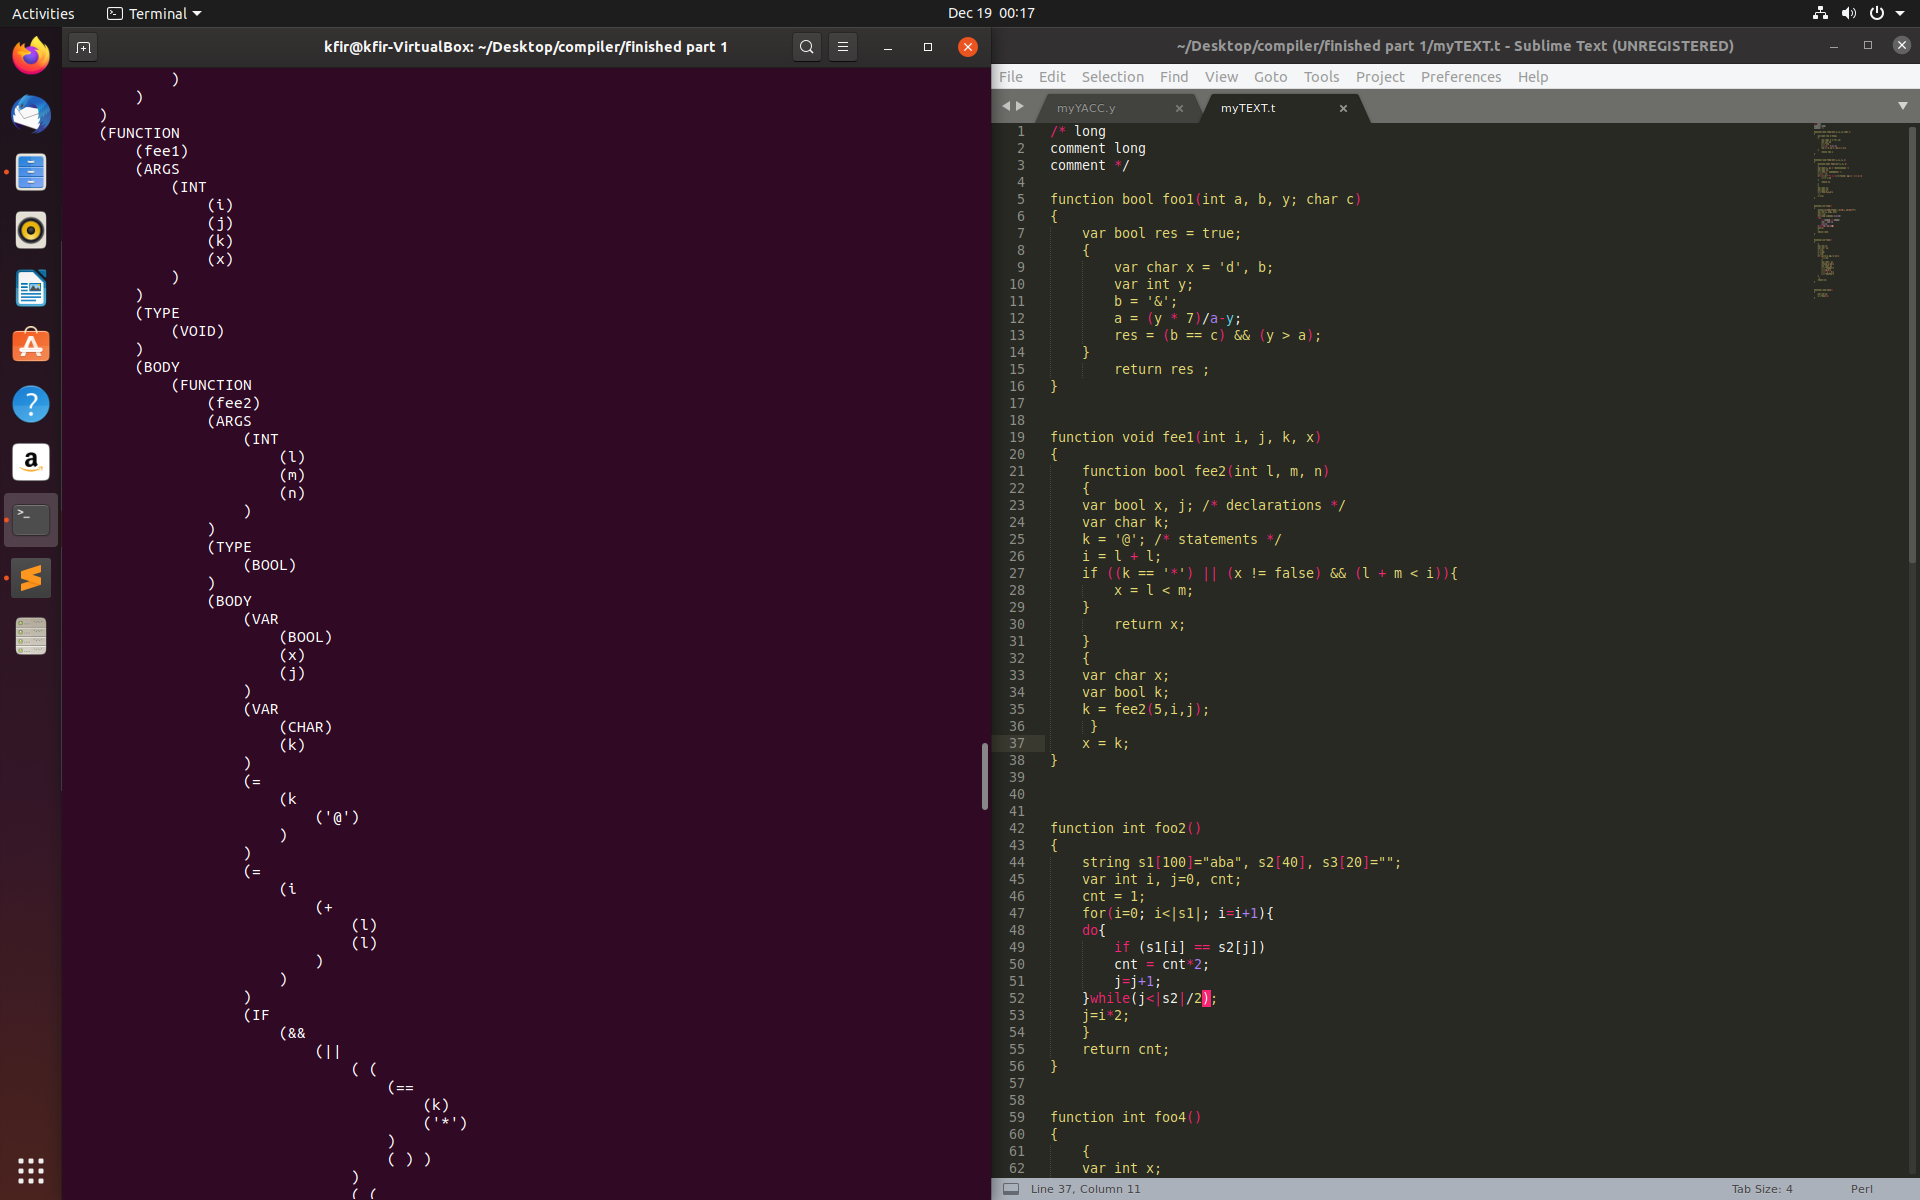 Activities
Terminal
Dec 19 00:17
kfir@kfir-VirtualBox: ~/Desktop/compiler/finished part 1
)
)
)
(FUNCTION
(fee1)
(ARGS
(INT
(i)
(j)
(k)
(x)
)
)
(TYPE
(VOID)
)
(BODY
(FUNCTION
(fee2)
(ARGS
(INT
(l)
(m)
(n)
)
)
(TYPE
(BOOL)
)
(BODY
(VAR
(BOOL)
(x)
(j)
)
(VAR
(CHAR)
(k)
)
(=
(k
('@')
)
)
(=
(i
(+
(l)
(l)
)
)
)
(IF
(&&
(||
( (
(==
(k)
('*')
)
( ) )
)
( (
~/Desktop/compiler/finished part 1/myTEXT.t - Sublime Text (UNREGISTERED)
File Edit Selection Find View Goto Tools Project Preferences Help
myYACC.y
myTEXT.t
1 /* long
2 comment long
3 comment */
4
5 function bool foo1(int a, b, y; char c)
6 {
7 var bool res = true;
8 {
9 var char x = 'd', b;
10 var int y;
11 b = '&';
12 a = (y * 7)/a-y;
13 res = (b == c) && (y > a);
14 }
15 return res ;
16 }
17
18
19 function void fee1(int i, j, k, x)
20 {
21 function bool fee2(int l, m, n)
22 {
23 var bool x, j; /* declarations */
24 var char k;
25 k = '@'; /* statements */
26 i = l + l;
27 if ((k == '*') || (x != false) && (l + m < i)){
28 x = l < m;
29 }
30 return x;
31 }
32 {
33 var char x;
34 var bool k;
35 k = fee2(5,i,j);
36 }
37 x = k;
38 }
39
40
41
42 function int foo2()
43 {
44 string s1[100]="aba", s2[40], s3[20]="";
45 var int i, j=0, cnt;
46 cnt = 1;
47 for(i=0; i<|s1|; i=i+1){
48 do{
49 if (s1[i] == s2[j])
50 cnt = cnt*2;
51 j=j+1;
52 }while(j<|s2|/2);
53 j=i*2;
54 }
55 return cnt;
56 }
57
58
59 function int foo4()
60 {
61 {
62 var int x;
Line 37, Column 11
Tab Size: 4
Perl